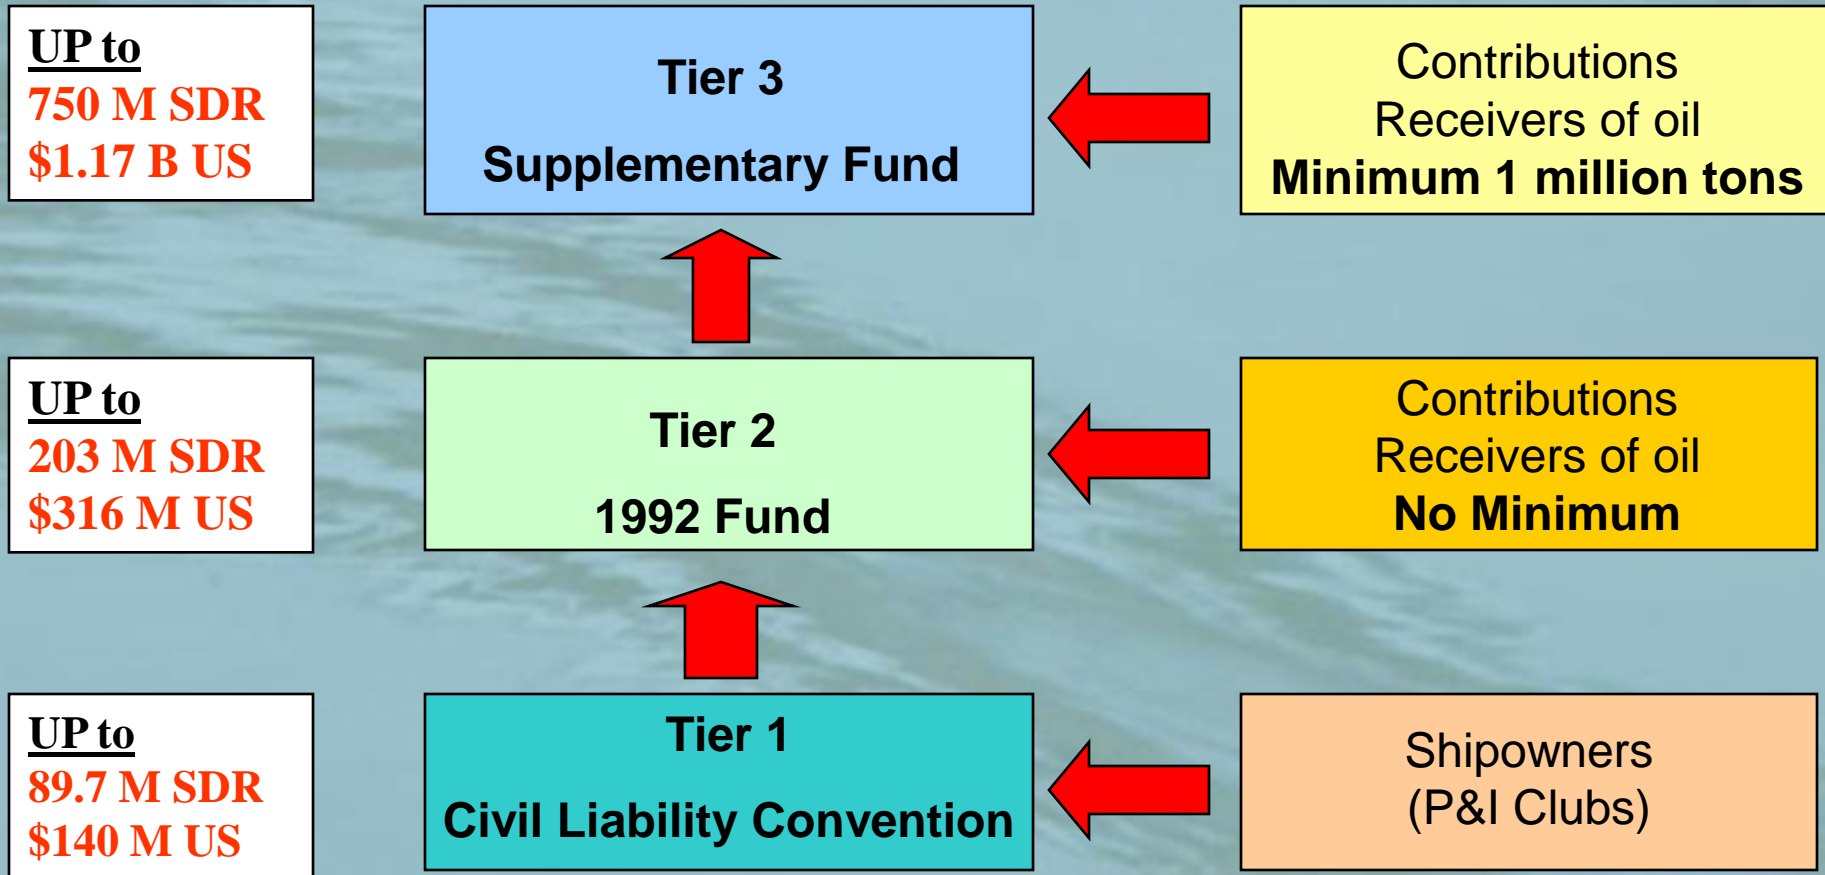 UP to
750 M SDR
$1.17 B US
Tier 3
Supplementary Fund
Contributions
Receivers of oil
Minimum 1 million tons
UP to
203 M SDR
$316 M US
Tier 2
1992 Fund
Contributions
Receivers of oil
No Minimum
UP to
89.7 M SDR
$140 M US
Tier 1
Civil Liability Convention
Shipowners
(P&I Clubs)